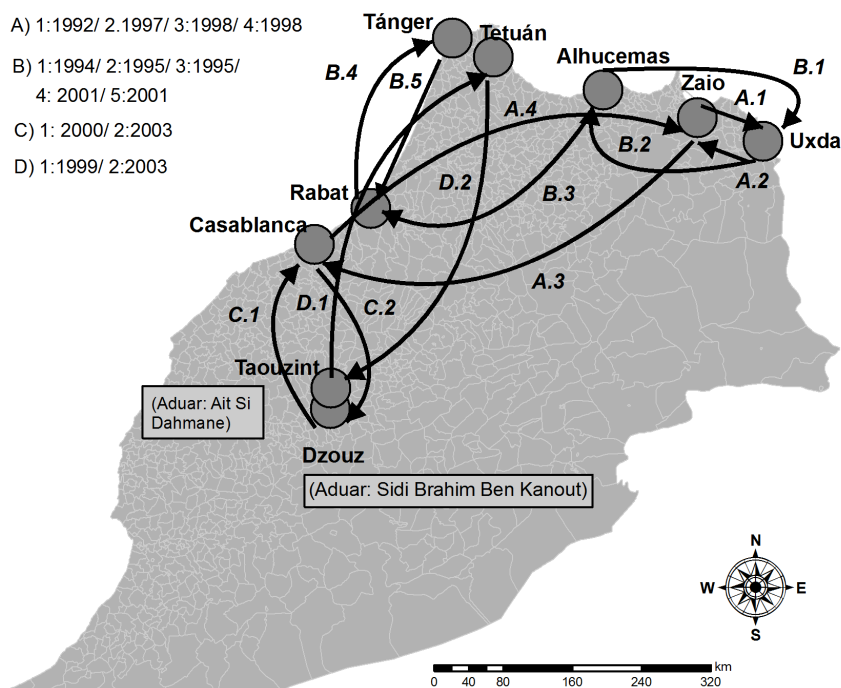 A) 1:1992/ 2.1997/ 3:1998/ 4:1998
B) 1:1994/ 2:1995/ 3:1995/
4: 2001/ 5:2001
C) 1: 2000/ 2:2003
D) 1:1999/ 2:2003
Tánger
Tetuán
Alhucemas
Zaio
Uxda
B.1
B.4
B.5
A.1
A.4
B.2
A.2
D.2
B.3
Rabat
Casablanca
A.3
C.1
D.1
C.2
Taouzint
(Aduar: Ait Si
Dahmane)
Dzouz
(Aduar: Sidi Brahim Ben Kanout)
N
W
E
S
km
0 40 80 160 240 320